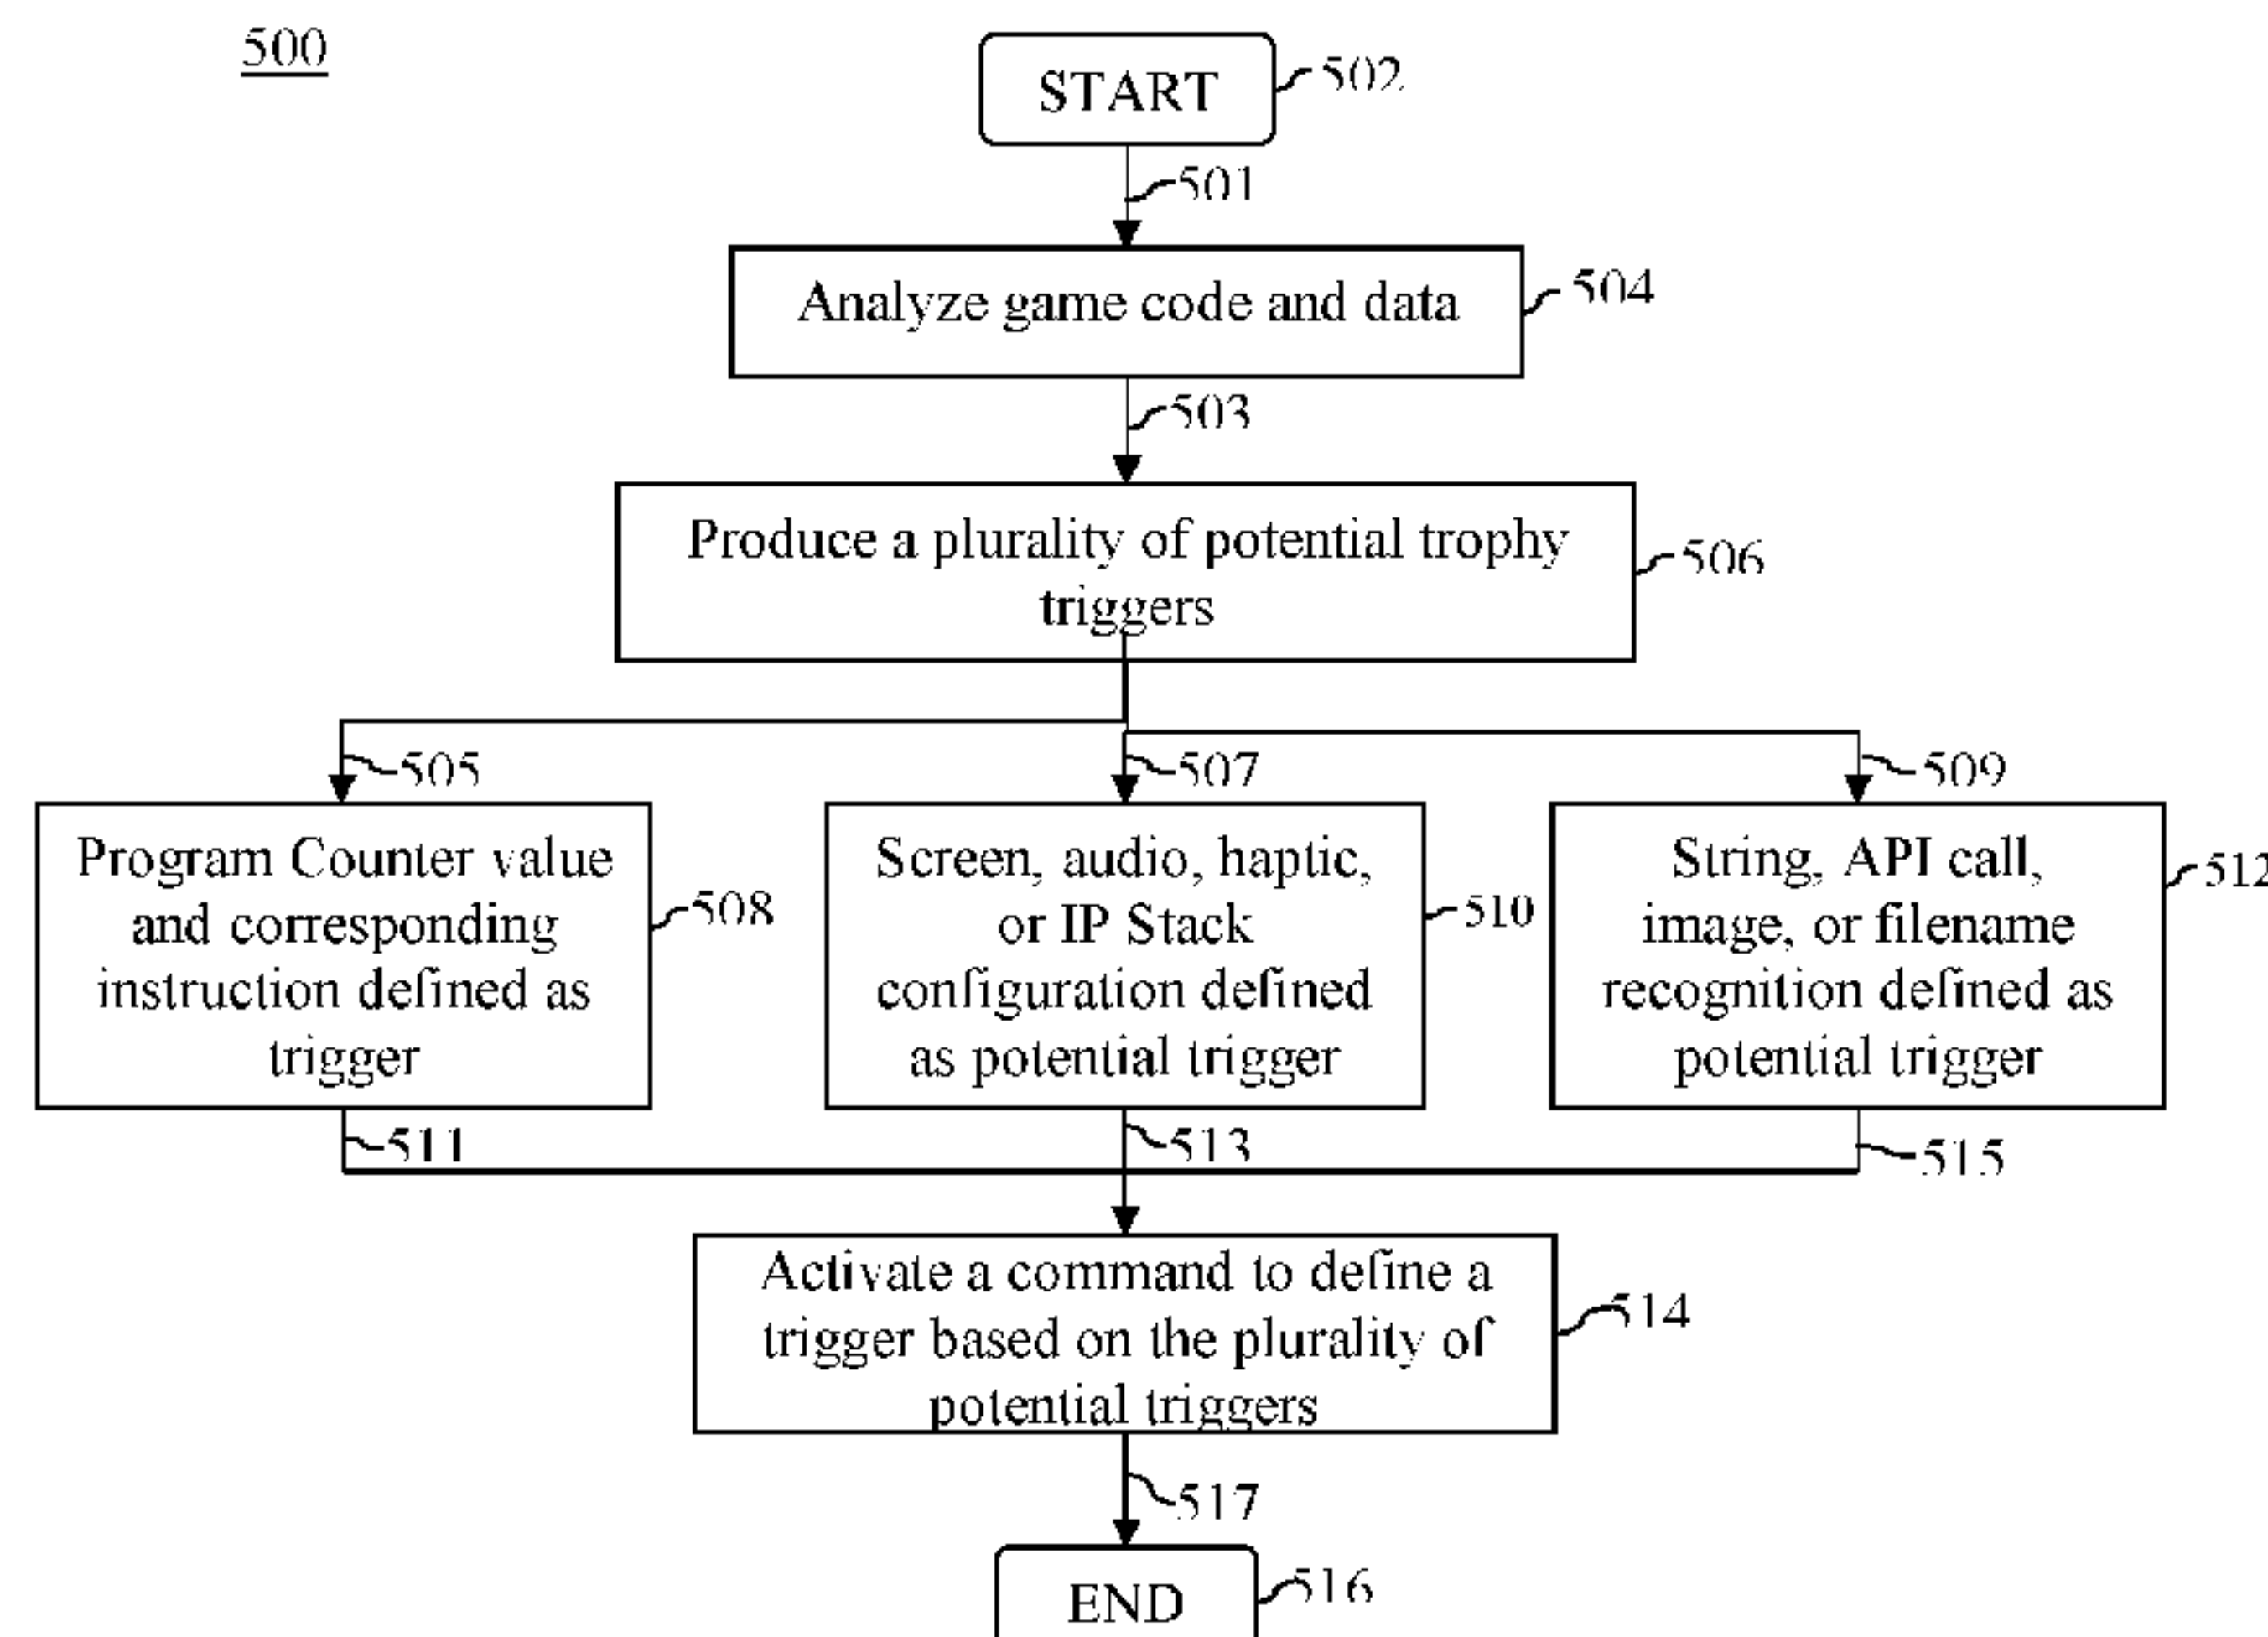 500
START
502
501
Analyze game code and data
504
503
Produce a plurality of potential trophy
triggers
506
505
507
509
Program Counter value
and corresponding
instruction defined as
trigger
508
Screen, audio, haptic,
or IP Stack
configuration defined
as potential trigger
510
String, API call,
image, or filename
recognition defined as
potential trigger
512
511
513
515
Activate a command to define a
trigger based on the plurality of
potential triggers
514
517
END
516